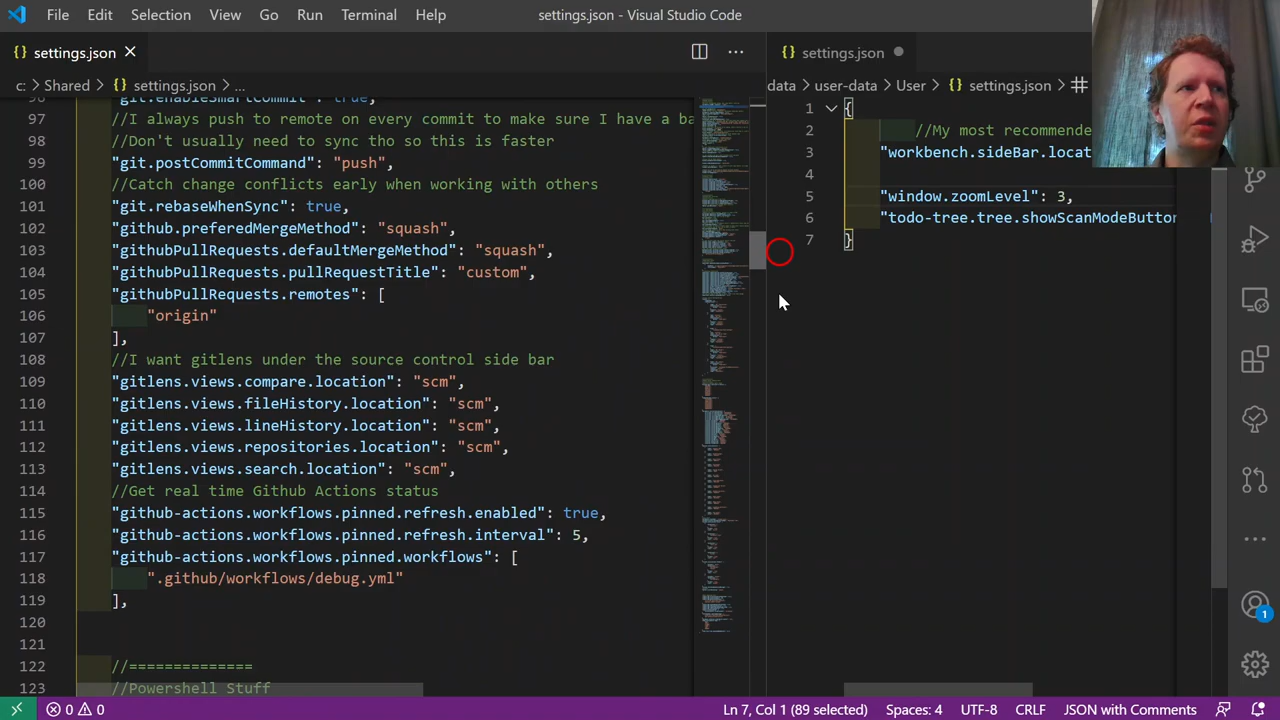 File Edit Selection View Go Run Terminal Help
settings.json - Visual Studio Code
settings.json
c: Shared settings.json ...
96 "git.enableSmartCommit": true,
97 //I always push to remote on every commit to make sure I have a ba
98 //Don't really need to sync tho so this is faster
99 "git.postCommitCommand": "push",
100 //Catch change conflicts early when working with others
101 "git.rebaseWhenSync": true,
102 "github.preferredMergeMethod": "squash",
103 "githubPullRequests.defaultMergeMethod": "squash",
104 "githubPullRequests.pullRequestTitle": "custom",
105 "githubPullRequests.remotes": [
106 "origin"
107 ],
108 //I want gitlens under the source control side bar
109 "gitlens.views.compare.location": "scm",
110 "gitlens.views.fileHistory.location": "scm",
111 "gitlens.views.lineHistory.location": "scm",
112 "gitlens.views.repositories.location": "scm",
113 "gitlens.views.search.location": "scm",
114 //Get real time Github Actions status
115 "github-actions.workflows.pinned.refresh.enabled": true,
116 "github-actions.workflows.pinned.refresh.interval": 5,
117 "github-actions.workflows.pinned.workflows": [
118 ".github/workflows/debug.yml"
119 ],
120
121
122 //==============
123 //Powershell Stuff
settings.json
data user-data User settings.json
1 {
2 //My most recommende
3 "workbench.sideBar.locat
4
5 "window.zoomLevel": 3,
6 "todo-tree.tree.showScanModeButton
7 }
1
0 0 Ln 7, Col 1 (89 selected) Spaces: 4 UTF-8 CRLF JSON with Comments